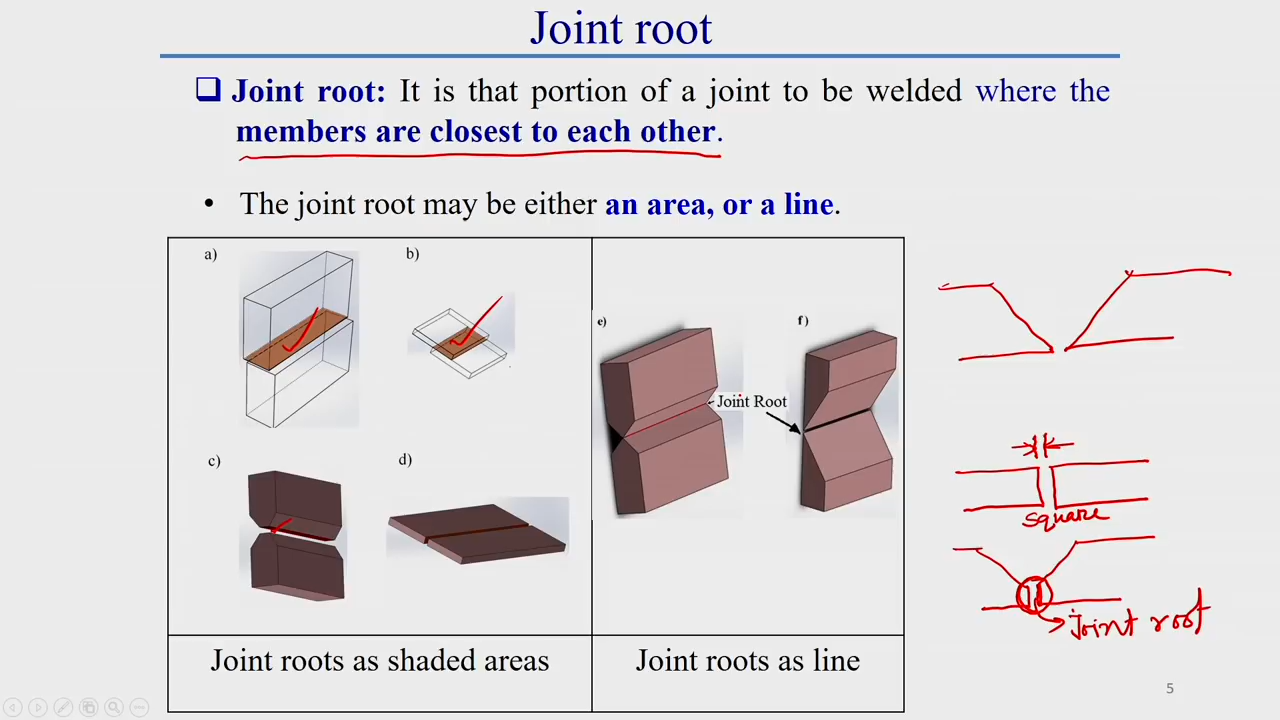 Joint root
Joint root: It is that portion of a joint to be welded where the
members are closest to each other.
• The joint root may be either an area, or a line.
a)
b)
c)
d)
e)
f)
Joint Root
Joint roots as shaded areas
Joint roots as line
square
Joint root
5